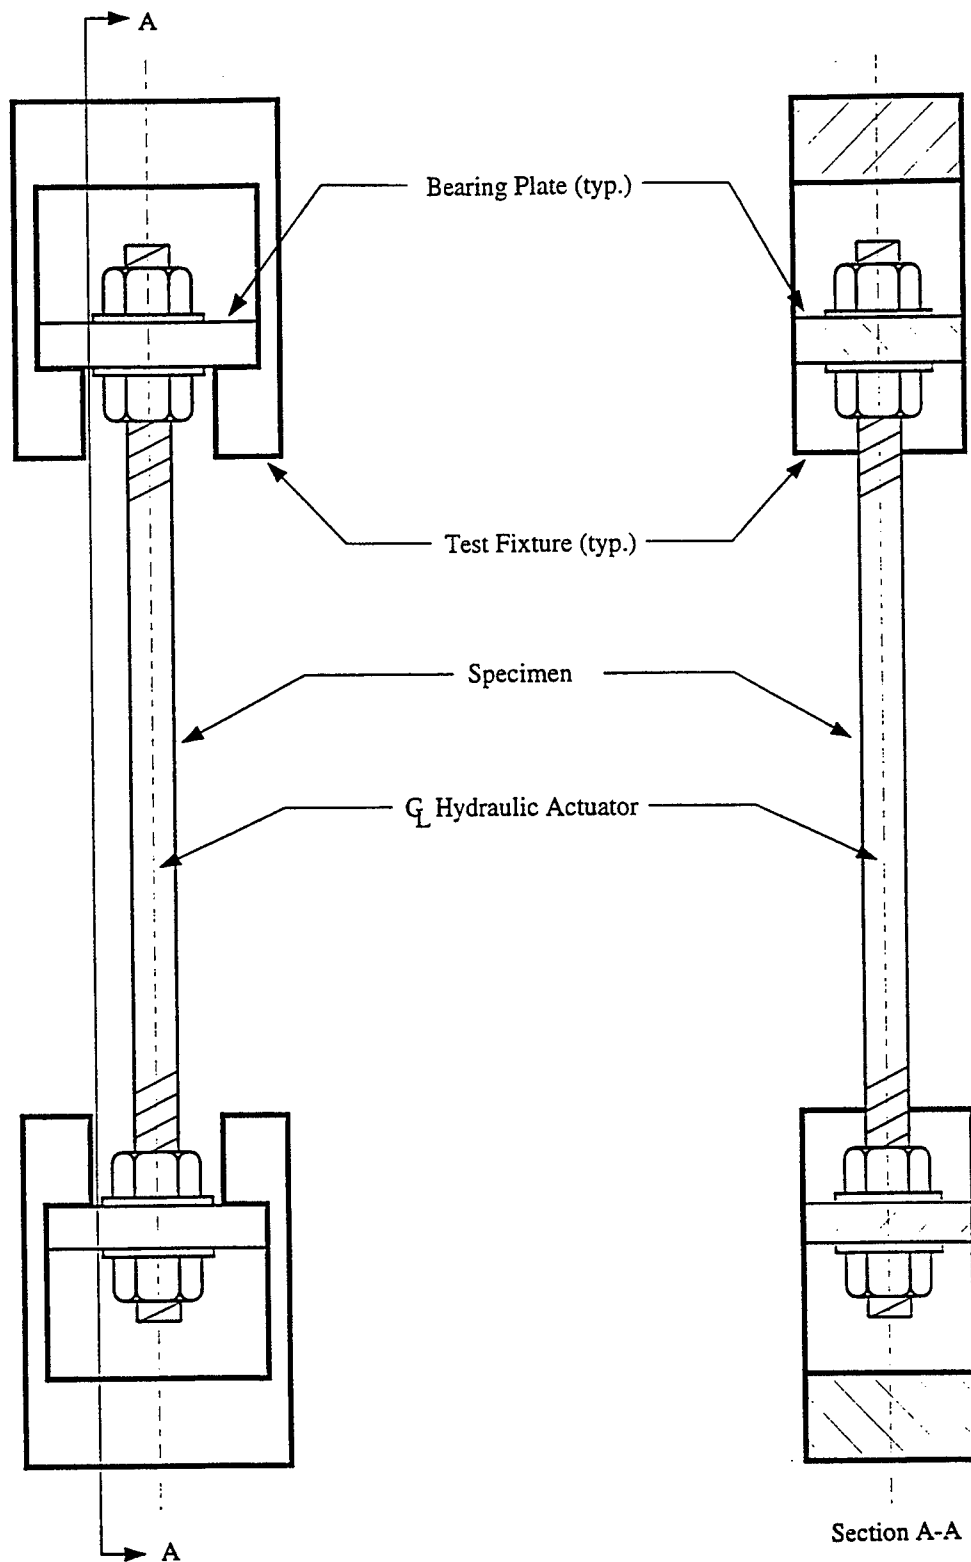 A
Bearing Plate (typ.)
Test Fixture (typ.)
Specimen
℄ Hydraulic Actuator
Section A-A
A